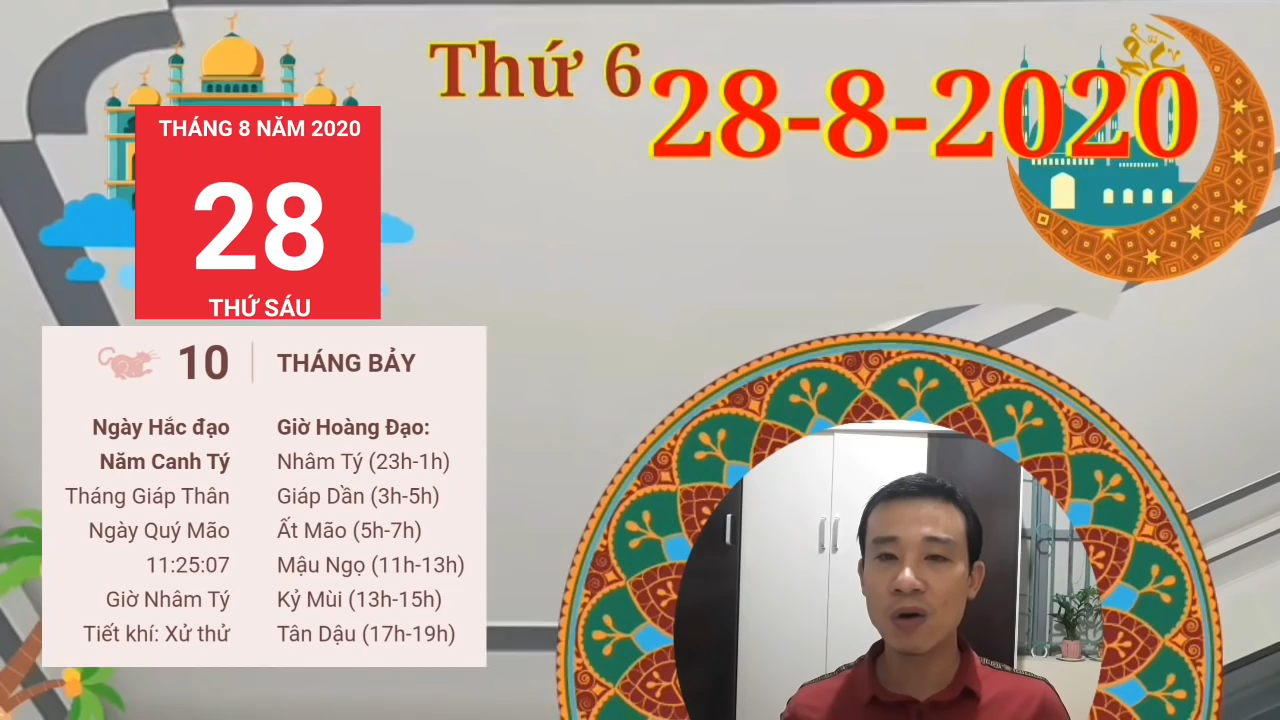 Thứ 6
28-8-2020
THÁNG 8 NĂM 2020
28
THỨ SÁU
10
THÁNG BẢY
Ngày Hắc đạo
Năm Canh Tý
Tháng Giáp Thân
Ngày Quý Mão
11:25:07
Giờ Nhâm Tý
Tiết khí: Xử thử
Giờ Hoàng Đạo:
Nhâm Tý (23h-1h)
Giáp Dần (3h-5h)
Ất Mão (5h-7h)
Mậu Ngọ (11h-13h)
Kỷ Mùi (13h-15h)
Tân Dậu (17h-19h)